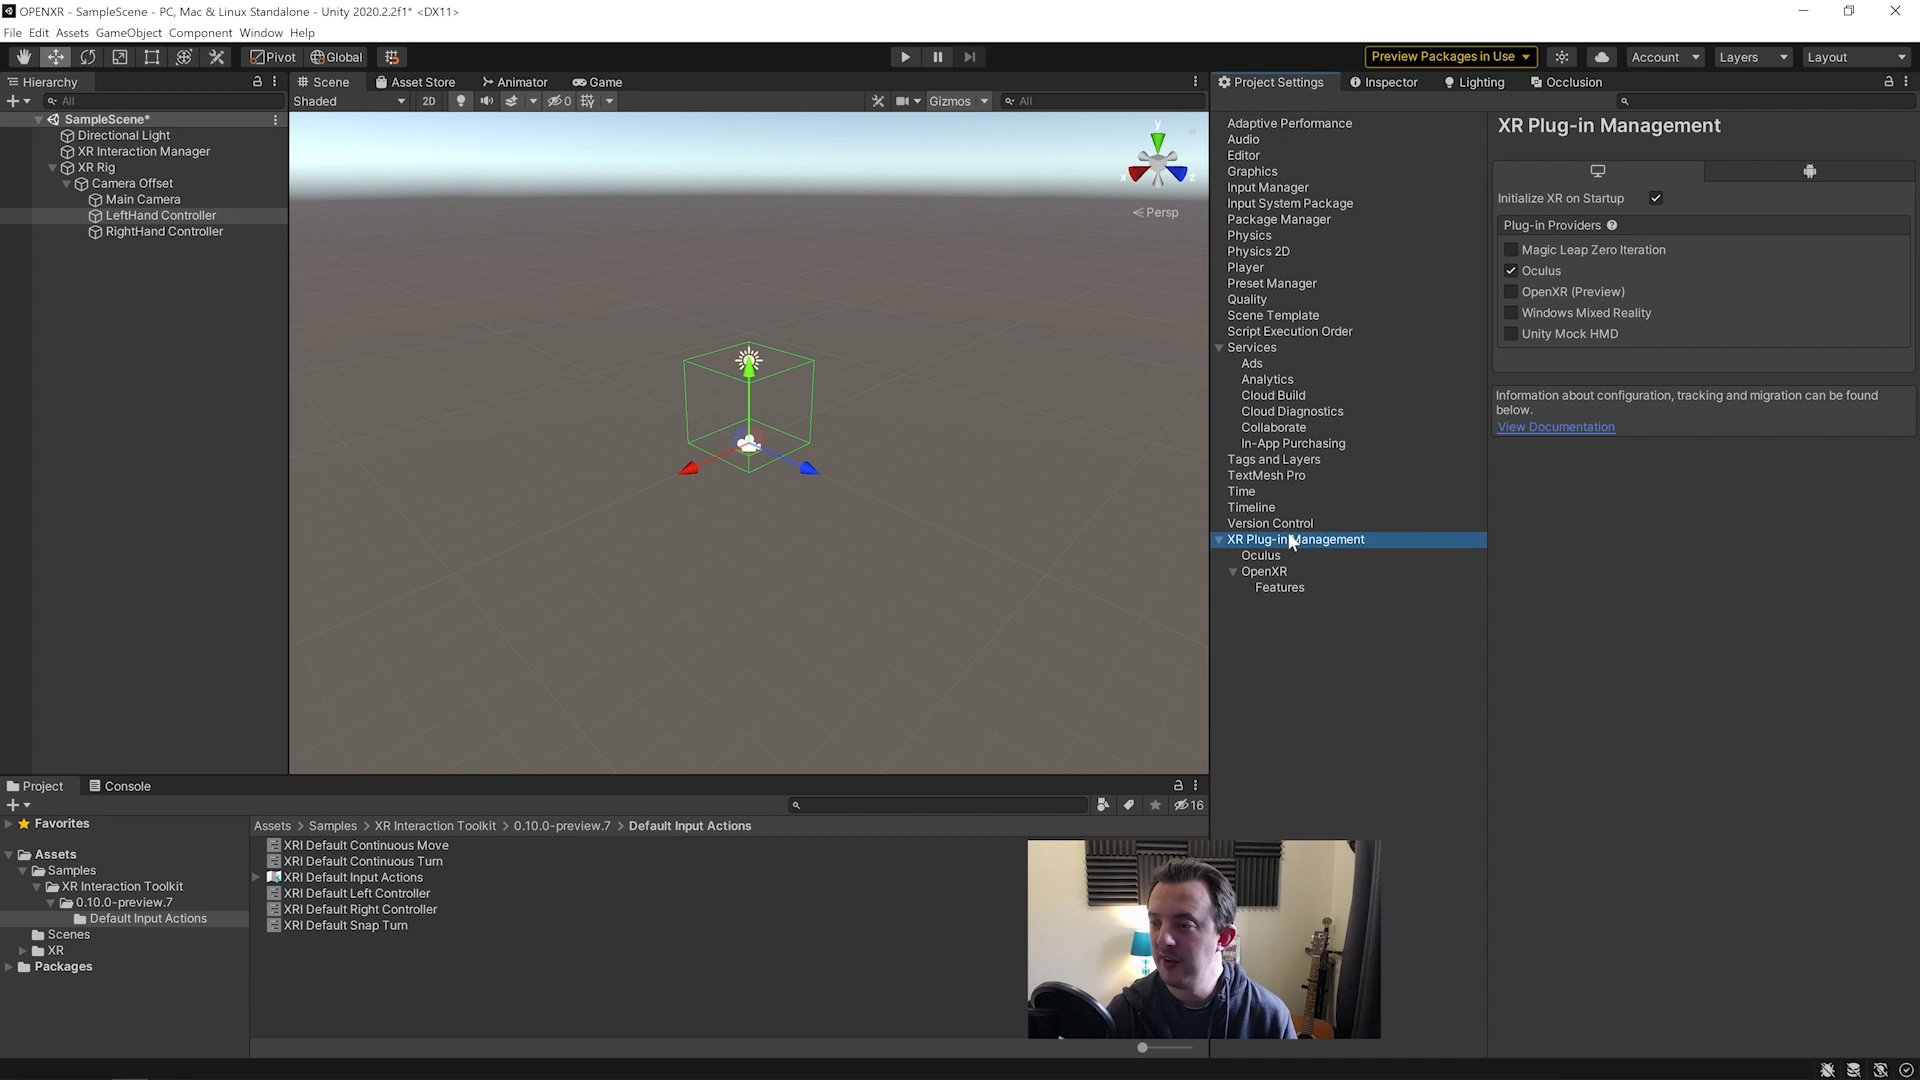 OPENXR - SampleScene - PC, Mac & Linux Standalone - Unity 2020.2.2f1* <DX11>
File Edit Assets GameObject Component Window Help
Pivot Global
Preview Packages in Use
Account Layers Layout
Hierarchy
Scene Asset Store Animator Game
Project Settings Inspector Lighting Occlusion
All
Shaded 2D 0 Gizmos All
SampleScene*
Directional Light
XR Interaction Manager
XR Rig
Camera Offset
Main Camera
LeftHand Controller
RightHand Controller
y
x z
Persp
Adaptive Performance
Audio
Editor
Graphics
Input Manager
Input System Package
Package Manager
Physics
Physics 2D
Player
Preset Manager
Quality
Scene Template
Script Execution Order
Services
Ads
Analytics
Cloud Build
Cloud Diagnostics
Collaborate
In-App Purchasing
Tags and Layers
TextMesh Pro
Time
Timeline
Version Control
XR Plug-in Management
Oculus
OpenXR
Features
XR Plug-in Management
Initialize XR on Startup
Plug-in Providers
Magic Leap Zero Iteration
Oculus
OpenXR (Preview)
Windows Mixed Reality
Unity Mock HMD
Information about configuration, tracking and migration can be found
below.
View Documentation
Project Console
16
Favorites
Assets
Samples
XR Interaction Toolkit
0.10.0-preview.7
Default Input Actions
Scenes
XR
Packages
Assets > Samples > XR Interaction Toolkit > 0.10.0-preview.7 > Default Input Actions
XRI Default Continuous Move
XRI Default Continuous Turn
XRI Default Input Actions
XRI Default Left Controller
XRI Default Right Controller
XRI Default Snap Turn